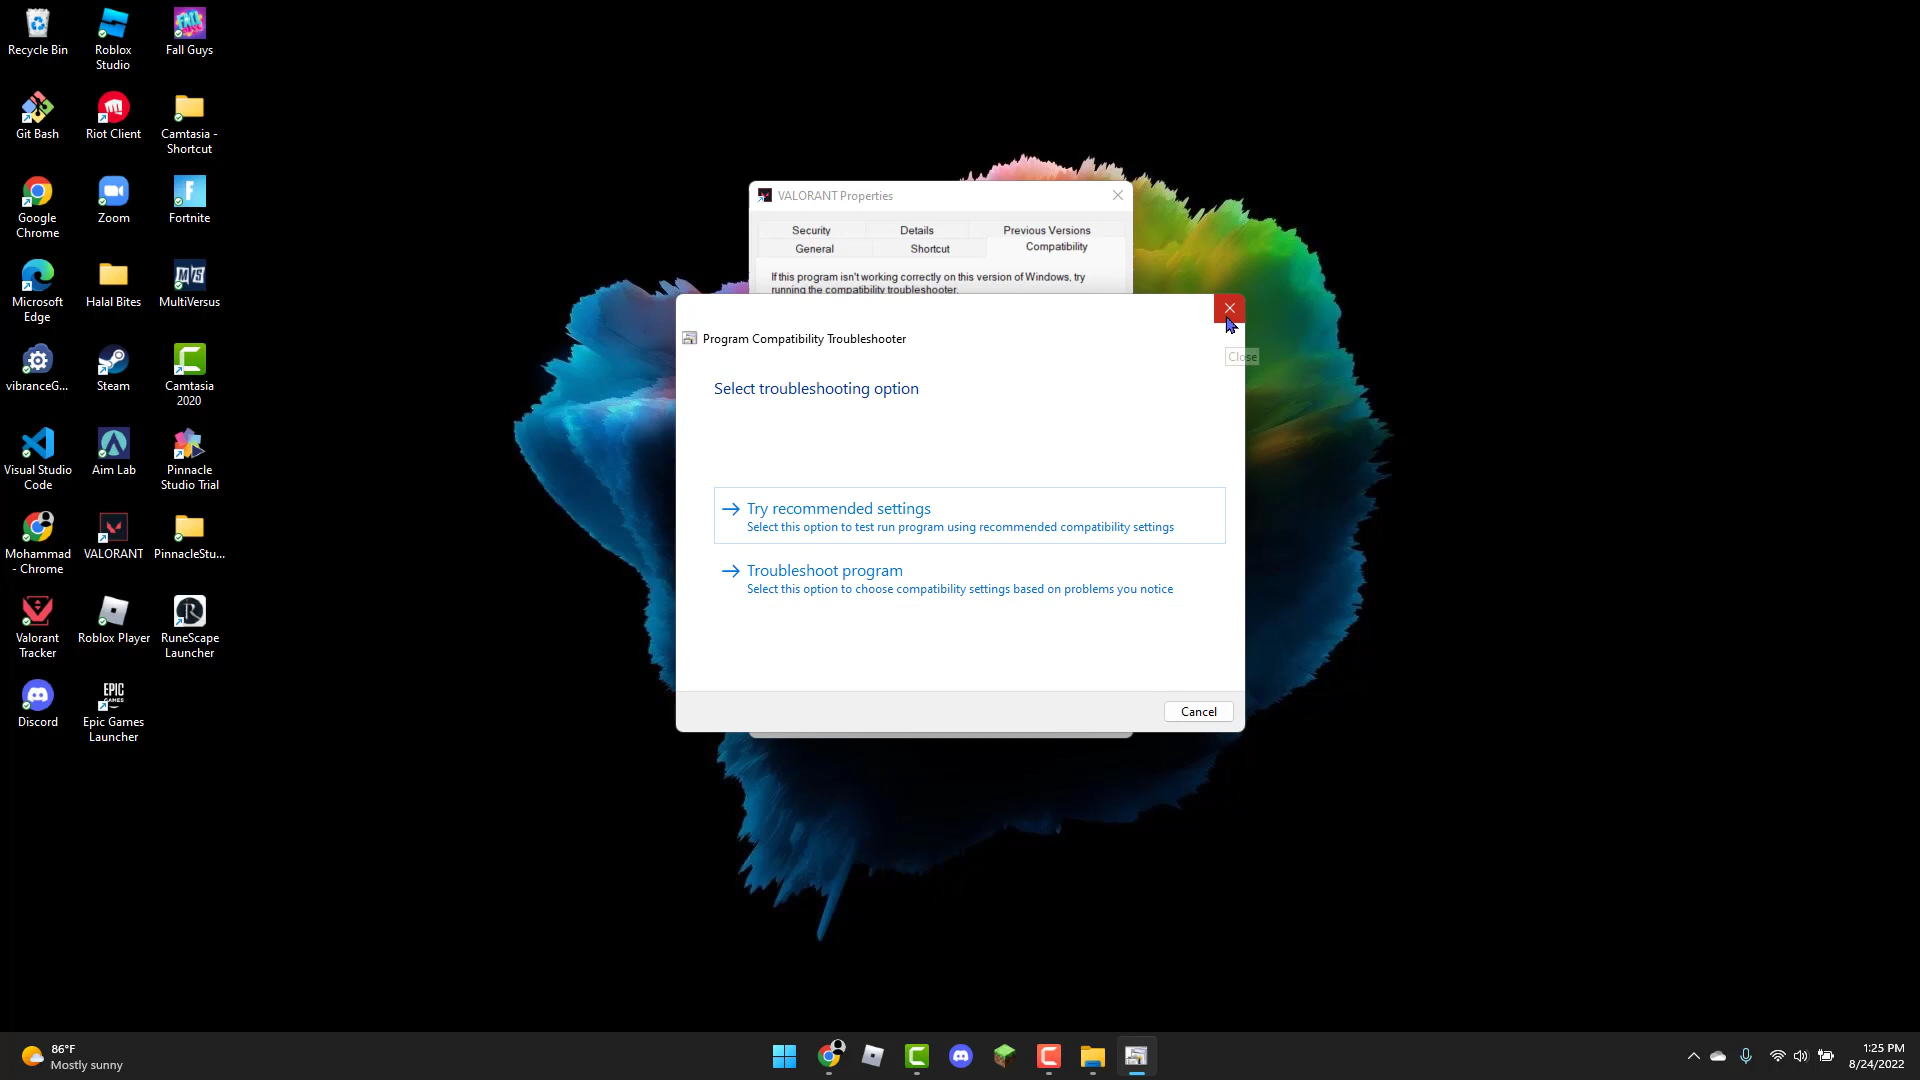 Recycle Bin
Roblox
Studio
Fall Guys
Git Bash
Riot Client
Camtasia -
Shortcut
Google
Chrome
Zoom
Fortnite
Microsoft
Edge
Halal Bites
MultiVersus
vibranceG...
Steam
Camtasia
2020
Visual Studio
Code
Aim Lab
Pinnacle
Studio Trial
Mohammad
- Chrome
VALORANT
PinnacleStu...
Valorant
Tracker
Roblox Player
RuneScape
Launcher
Discord
EPIC
GAMES
Epic Games
Launcher
VALORANT Properties
Security
Details
Previous Versions
General
Shortcut
Compatibility
If this program isn't working correctly on this version of Windows, try
running the compatibility troubleshooter.
Program Compatibility Troubleshooter
Close
Select troubleshooting option
Try recommended settings
Select this option to test run program using recommended compatibility settings
Troubleshoot program
Select this option to choose compatibility settings based on problems you notice
Cancel
86°F
Mostly sunny
1:25 PM
8/24/2022